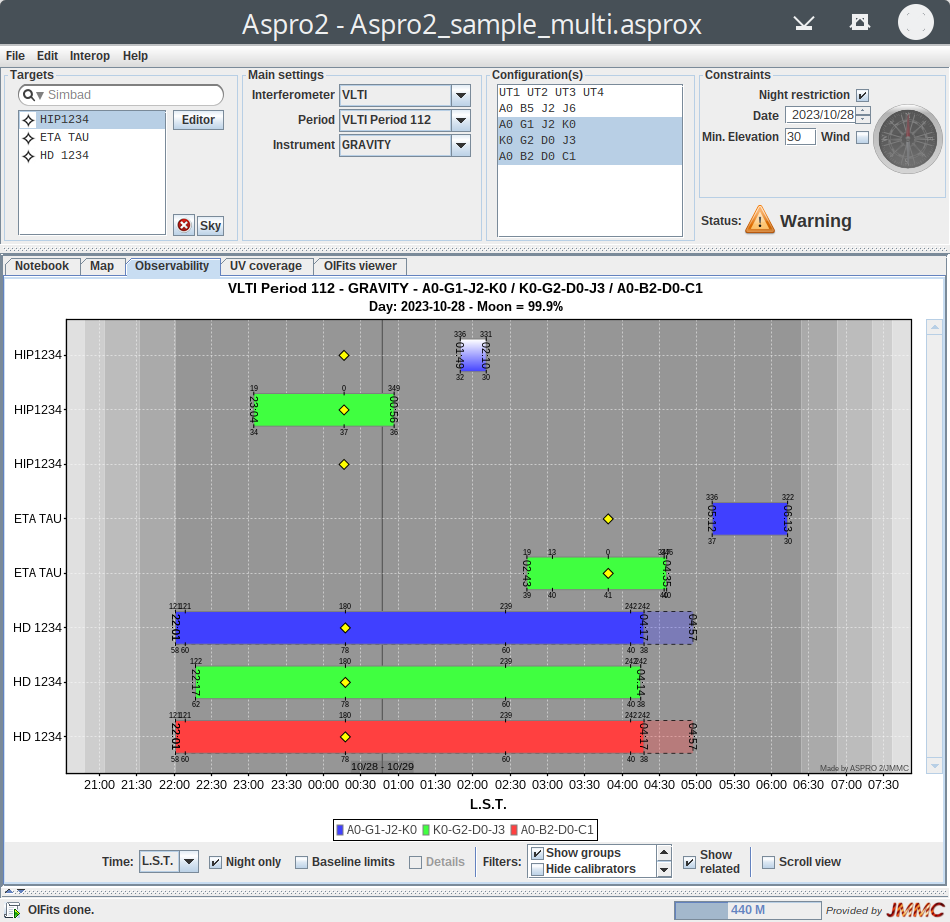 Aspro2 - Aspro2_sample_multi.asprox
File Edit Interop Help
Targets
Simbad
HIP1234
ETA TAU
HD 1234
Editor
Sky
Main settings
Interferometer VLTI
Period VLTI Period 112
Instrument GRAVITY
Configuration(s)
UT1 UT2 UT3 UT4
A0 B5 J2 J6
A0 G1 J2 K0
K0 G2 D0 J3
A0 B2 D0 C1
Constraints
Night restriction
Date 2023/10/28
Min. Elevation 30 Wind
Status: Warning
Notebook Map Observability UV coverage OIFits viewer
VLTI Period 112 - GRAVITY - A0-G1-J2-K0 / K0-G2-D0-J3 / A0-B2-D0-C1
Day: 2023-10-28 - Moon = 99.9%
336 331
HIP1234 01:49 02:10
32 30
19 0 349
HIP1234 23:04 00:56
34 37 36
HIP1234
336 322
ETA TAU 05:12 06:13
37 30
19 13 0
ETA TAU 02:43 04:35
39 40 41 40
121 121 180 239 242 242
HD 1234 22:01 04:17 04:57
58 60 78 60 40 38
122 180 239 242 242
HD 1234 22:17 04:14
62 78 60 40 38
121 121 180 239 242 242
HD 1234 22:01 04:17 04:57
58 60 78 60 40 38
10/28 - 10/29
Made by ASPRO 2/JMMC
21:00 21:30 22:00 22:30 23:00 23:30 00:00 00:30 01:00 01:30 02:00 02:30 03:00 03:30 04:00 04:30 05:00 05:30 06:00 06:30 07:00 07:30
L.S.T.
A0-G1-J2-K0 K0-G2-D0-J3 A0-B2-D0-C1
Time: L.S.T. Night only Baseline limits Details Filters: Show groups
Hide calibrators
Show related
Scroll view
OIFits done.
440 M
Provided by JMMC